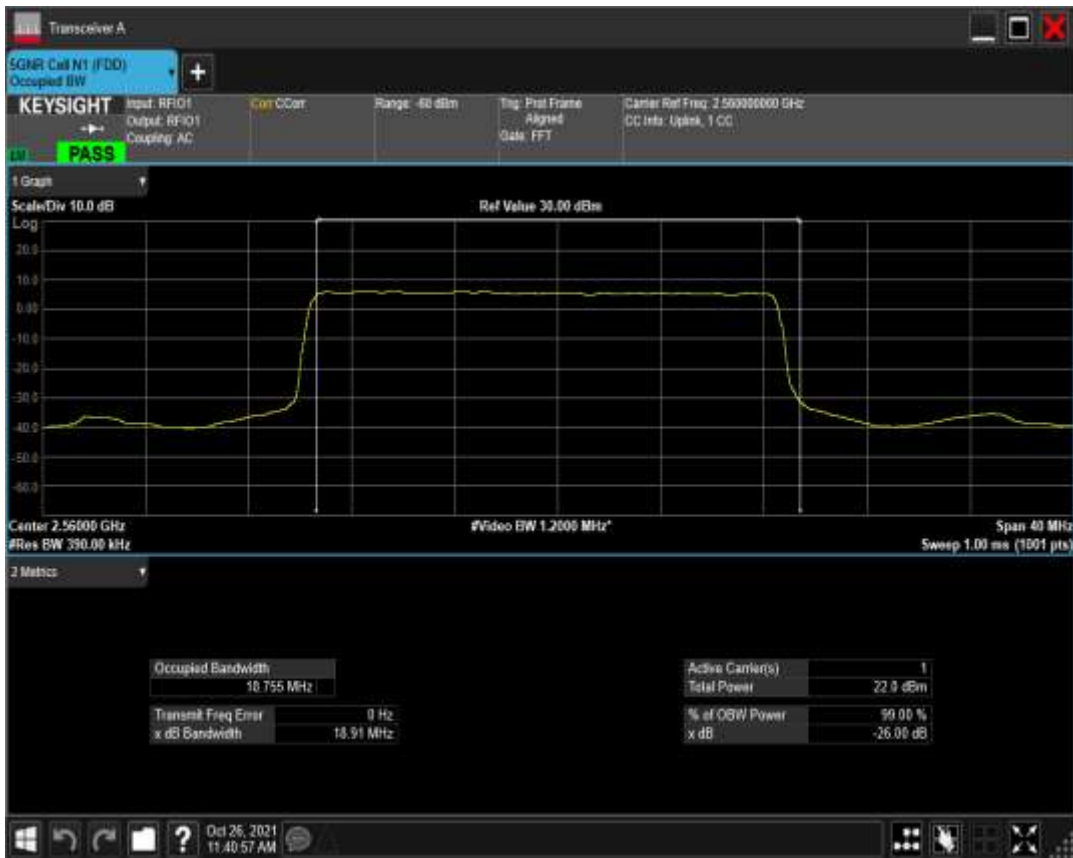 Transceiver A
5GNR Cell N1 (FDD)
Occupied BW
KEYSIGHT
Input: RFIO1
Output: RFIO1
Coupling: AC
Corr CCorr
Range: -60 dBm
Trig: Prot Frame
Aligned
Gate: FFT
Carrier Ref Freq: 2.560000000 GHz
CC Info: Uplink, 1 CC
PASS
1 Graph
Scale/Div 10.0 dB
Ref Value 30.00 dBm
Log
20.0
10.0
0.00
-10.0
-20.0
-30.0
-40.0
-50.0
-60.0
Center 2.56000 GHz
#Video BW 1.2000 MHz*
Span 40 MHz
#Res BW 390.00 kHz
Sweep 1.00 ms (1001 pts)
2 Metrics
Occupied Bandwidth
18.755 MHz
Transmit Freq Error 0 Hz
x dB Bandwidth 18.91 MHz
Active Carrier(s) 1
Total Power 22.0 dBm
% of OBW Power 99.00 %
x dB -26.00 dB
Oct 26, 2021
11:40:57 AM